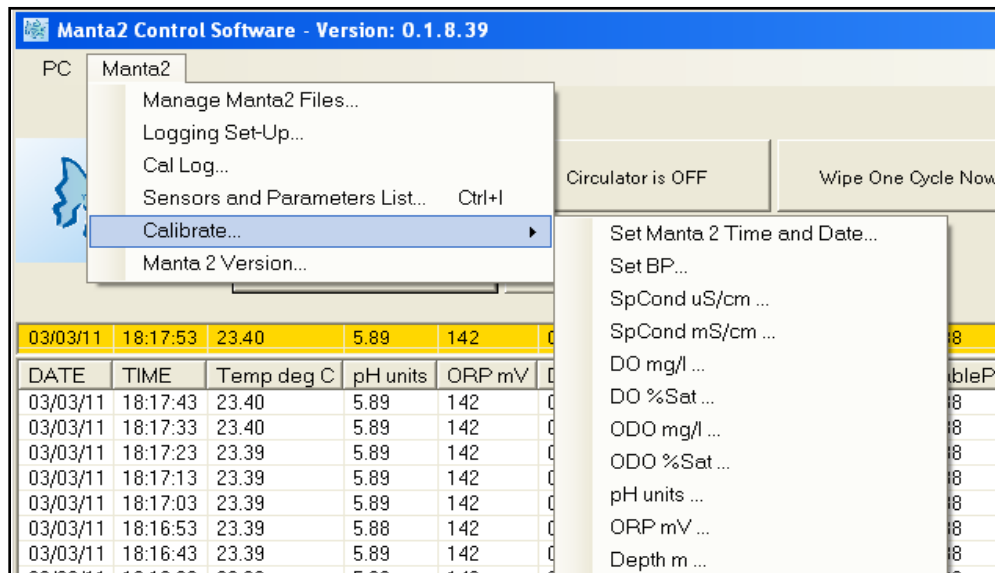 Manta2 Control Software - Version: 0.1.8.39
PC Manta2
Manage Manta2 Files...
Logging Set-Up...
Cal Log...
Sensors and Parameters List... Ctrl+I
Calibrate...
Manta 2 Version...
Circulator is OFF
Wipe One Cycle Now
Set Manta 2 Time and Date...
Set BP...
SpCond uS/cm ...
SpCond mS/cm ...
DO mg/l ...
DO %Sat ...
ODO mg/l ...
ODO %Sat ...
pH units ...
ORP mV ...
Depth m ...
03/03/11 18:17:53 23.40 5.89 142
DATE TIME Temp deg C pH units ORP mV
03/03/11 18:17:43 23.40 5.89 142
03/03/11 18:17:33 23.40 5.89 142
03/03/11 18:17:23 23.39 5.89 142
03/03/11 18:17:13 23.39 5.89 142
03/03/11 18:17:03 23.39 5.89 142
03/03/11 18:16:53 23.39 5.88 142
03/03/11 18:16:43 23.39 5.89 142